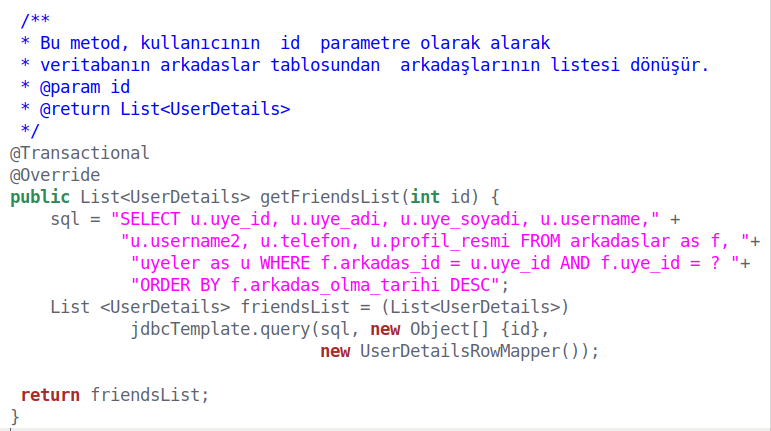 /**
* Bu metod, kullanıcının id parametre olarak alarak
* veritabanın arkadaslar tablosundan arkadaşlarının listesi dönüşür.
* @param id
* @return List<UserDetails>
*/
@Transactional
@Override
public List<UserDetails> getFriendsList(int id) {
sql = "SELECT u.uye_id, u.uye_adi, u.uye_soyadi, u.username," +
"u.username2, u.telefon, u.profil_resmi FROM arkadaslar as f, "+
"uyeler as u WHERE f.arkadas_id = u.uye_id AND f.uye_id = ? "+
"ORDER BY f.arkadas_olma_tarihi DESC";
List <UserDetails> friendsList = (List<UserDetails>)
jdbcTemplate.query(sql, new Object[] {id},
new UserDetailsRowMapper());
return friendsList;
}